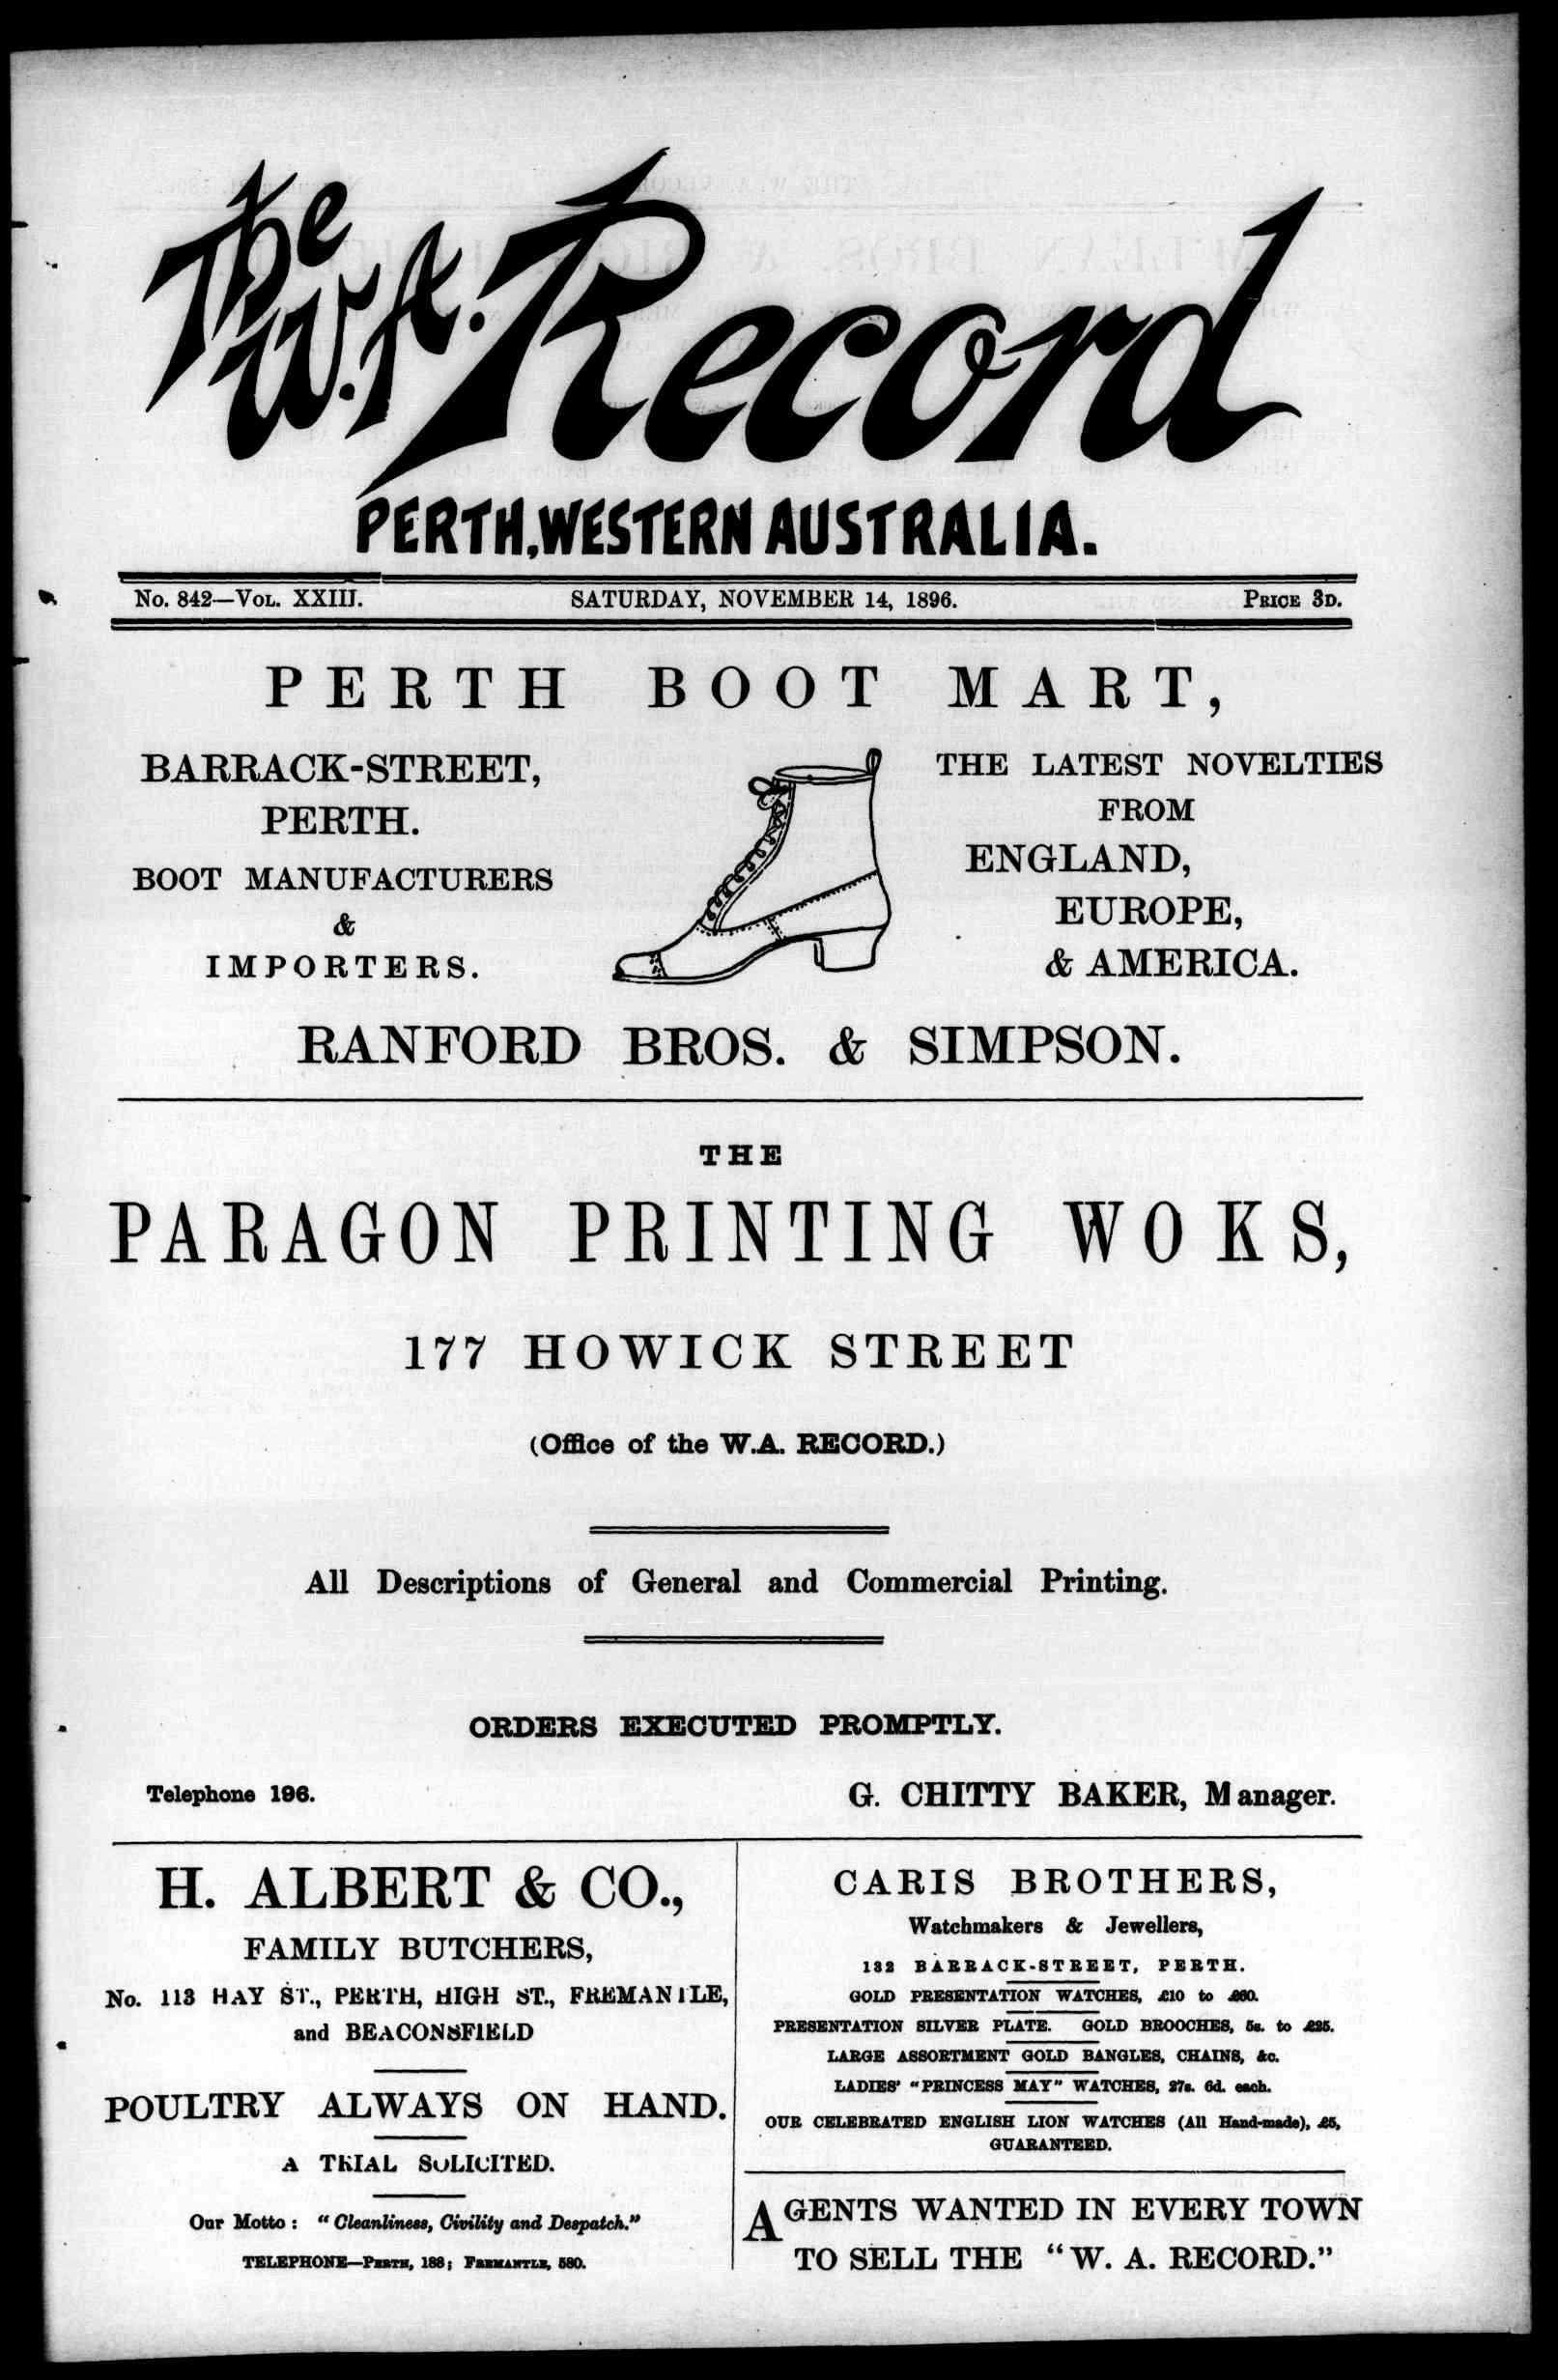 The W.A. Record
PERTH, WESTERN AUSTRALIA.
No. 842—Vol. XXIII.
SATURDAY, NOVEMBER 14, 1896.
Price 3d.
PERTH BOOT MART,
BARRACK-STREET,
PERTH.
BOOT MANUFACTURERS
&
IMPORTERS.
THE LATEST NOVELTIES
FROM
ENGLAND,
EUROPE,
& AMERICA.
RANFORD BROS. & SIMPSON.
THE
PARAGON PRINTING WOKS,
177 HOWICK STREET
(Office of the W.A. RECORD.)
All Descriptions of General and Commercial Printing.
ORDERS EXECUTED PROMPTLY.
Telephone 196.
G. CHITTY BAKER, Manager.
H. ALBERT & CO.,
FAMILY BUTCHERS,
No. 113 HAY ST., PERTH, HIGH ST., FREMANTLE,
and BEACONSFIELD
POULTRY ALWAYS ON HAND.
A TRIAL SOLICITED.
Our Motto: "Cleanliness, Civility and Despatch."
TELEPHONE—Perth, 188; Fremantle, 580.
CARIS BROTHERS,
Watchmakers & Jewellers,
132 BARRACK-STREET, PERTH.
GOLD PRESENTATION WATCHES, £10 to £60.
PRESENTATION SILVER PLATE. GOLD BROOCHES, 5s. to £25.
LARGE ASSORTMENT GOLD BANGLES, CHAINS, &c.
LADIES' "PRINCESS MAY" WATCHES, 27s. 6d. each.
OUR CELEBRATED ENGLISH LION WATCHES (All Hand-made), £5,
GUARANTEED.
AGENTS WANTED IN EVERY TOWN
TO SELL THE "W. A. RECORD."